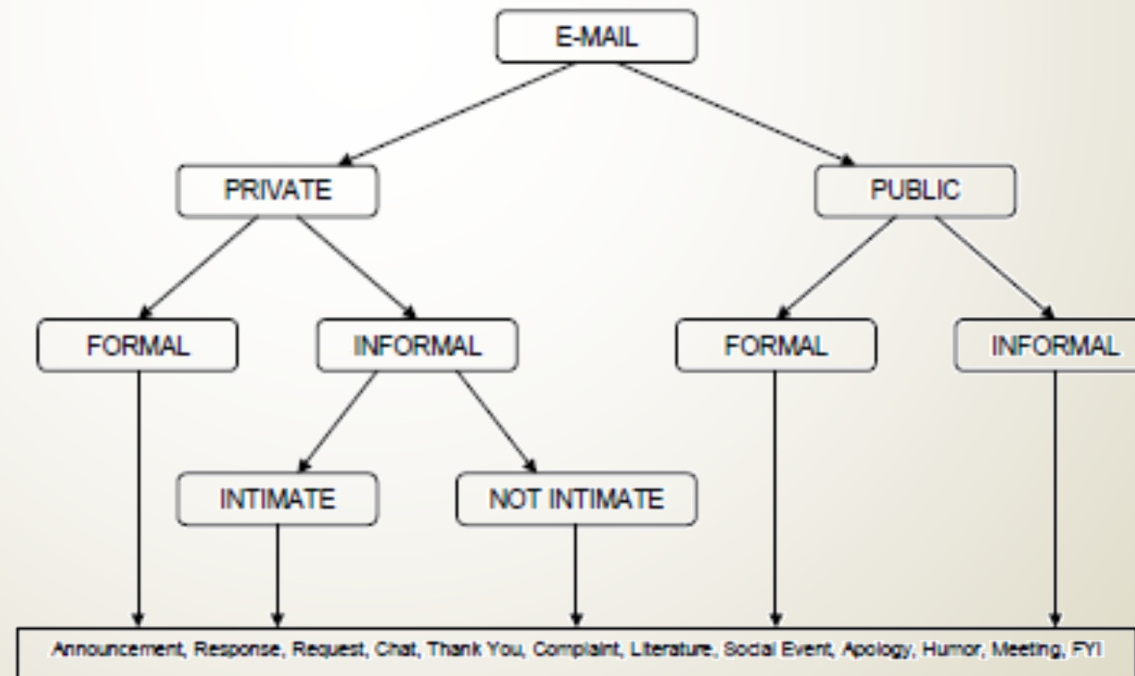 E-MAIL
PRIVATE
PUBLIC
FORMAL
INFORMAL
FORMAL
INFORMAL
INTIMATE
NOT INTIMATE
Announcement, Response, Request, Chat, Thank You, Complaint, Literature, Social Event, Apology, Humor, Meeting, FYI